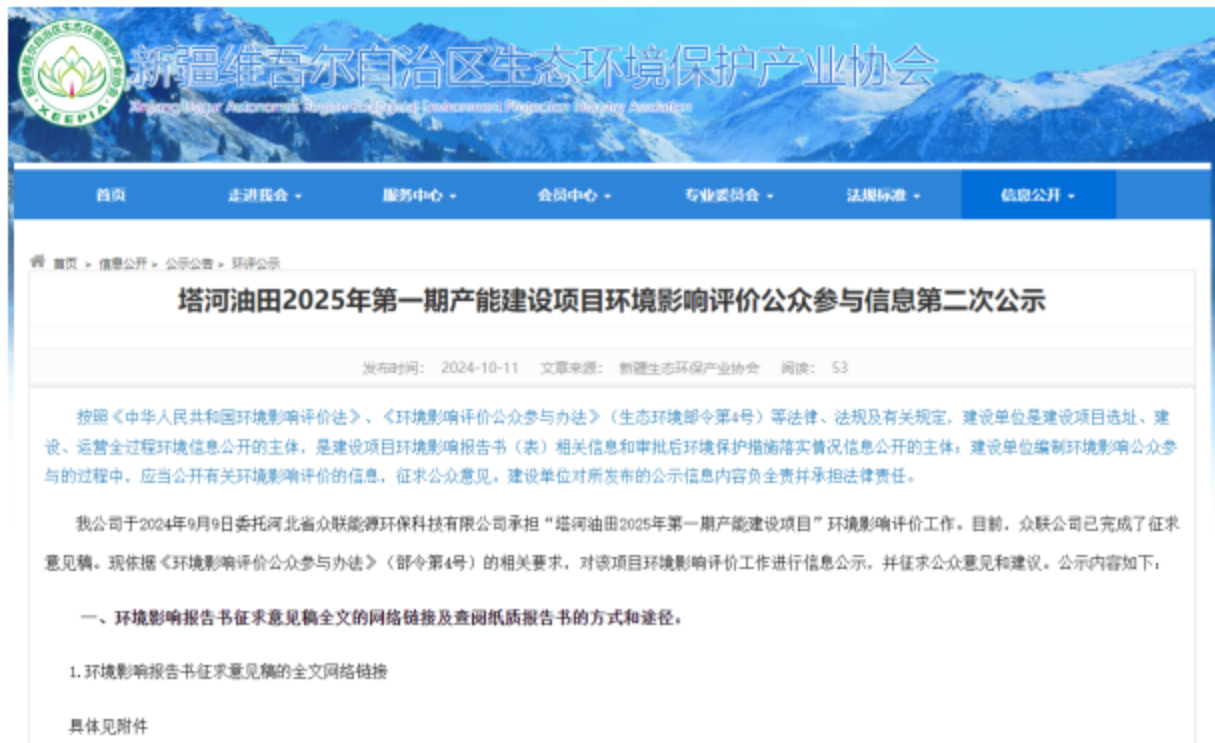 新疆维吾尔自治区生态环境保护产业协会
XEEPIA
首页 走进我会 服务中心 会员中心 专业委员会 法规标准 信息公开
首页 > 信息公开 > 公示公告 > 环评公示
塔河油田2025年第一期产能建设项目环境影响评价公众参与信息第二次公示
发布时间： 2024-10-11 文章来源： 新疆生态环保产业协会 阅读： 53
按照《中华人民共和国环境影响评价法》、《环境影响评价公众参与办法》（生态环境部令第4号）等法律、法规及有关规定，建设单位是建设项目选址、建
设、运营全过程环境信息公开的主体，是建设项目环境影响报告书（表）相关信息和审批后环境保护措施落实情况信息公开的主体；建设单位编制环境影响公众参
与的过程中，应当公开有关环境影响评价的信息，征求公众意见。建设单位对所发布的公示信息内容负全责并承担法律责任。
我公司于2024年9月9日委托河北省众联能源环保科技有限公司承担“塔河油田2025年第一期产能建设项目”环境影响评价工作。目前，众联公司已完成了征求
意见稿。现依据《环境影响评价公众参与办法》（部令第4号）的相关要求，对该项目环境影响评价工作进行信息公示，并征求公众意见和建议。公示内容如下：
一、环境影响报告书征求意见稿全文的网络链接及查阅纸质报告书的方式和途径。
1.环境影响报告书征求意见稿的全文网络链接
具体见附件